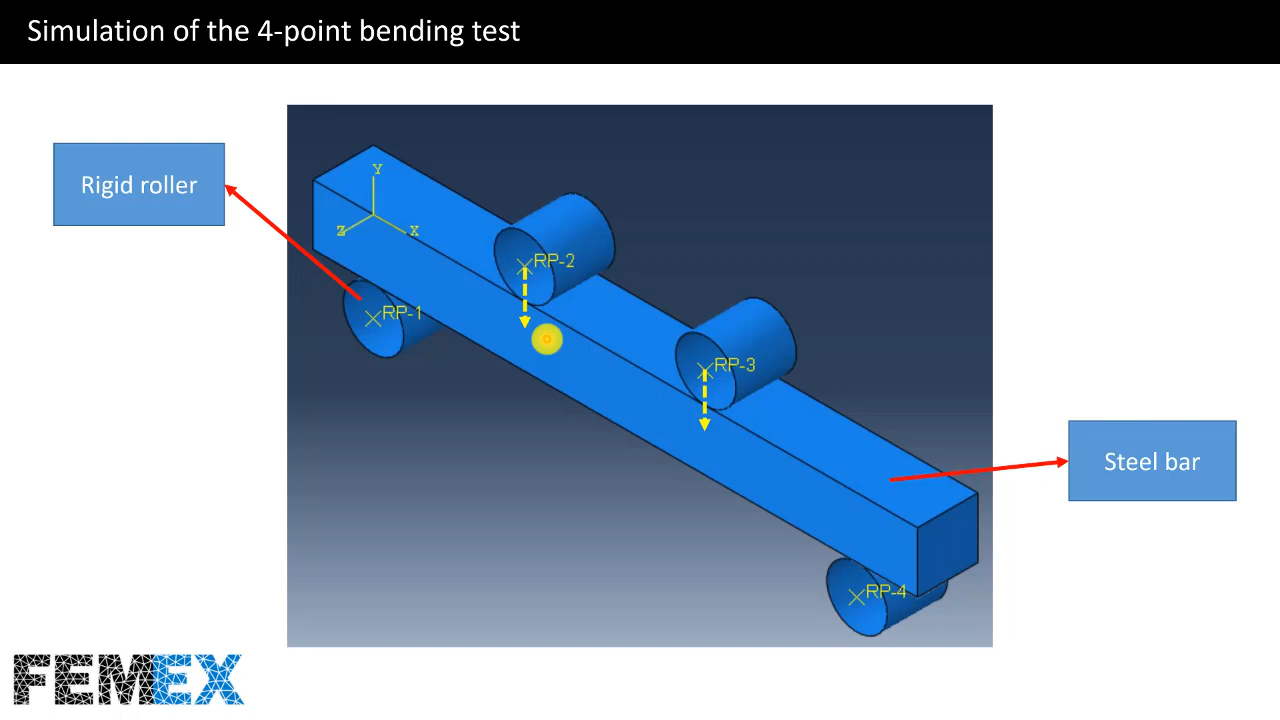 Simulation of the 4-point bending test
Rigid roller
Y
Z
X
RP-2
RP-1
RP-3
Steel bar
RP-4
FEMEX